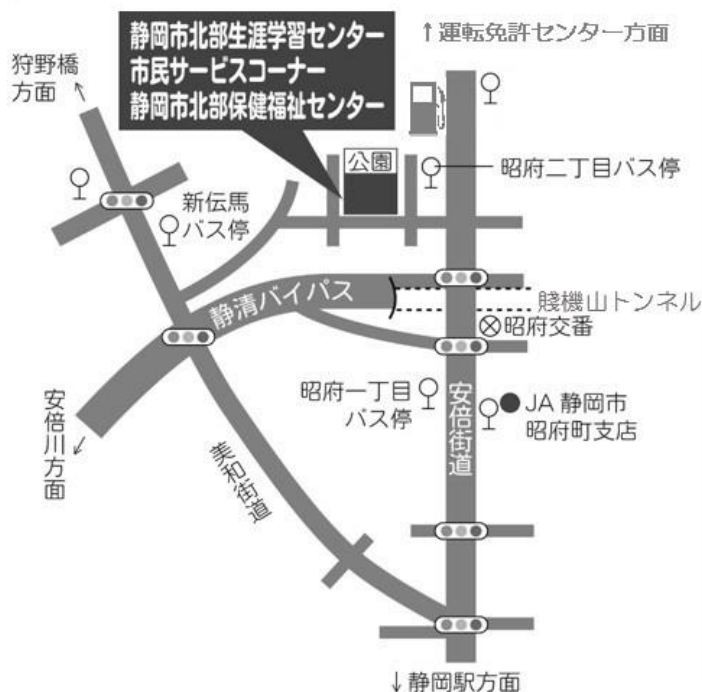 静岡市北部生涯学習センター
市民サービスコーナー
静岡市北部保健福祉センター
↑運転免許センター方面
狩野橋
方面
公園
昭府二丁目バス停
新伝馬
バス停
静清バイパス
賤機山トンネル
昭府交番
昭府一丁目
バス停
安倍街道
JA 静岡市
昭府町支店
安倍川方面
美和街道
↓静岡駅方面